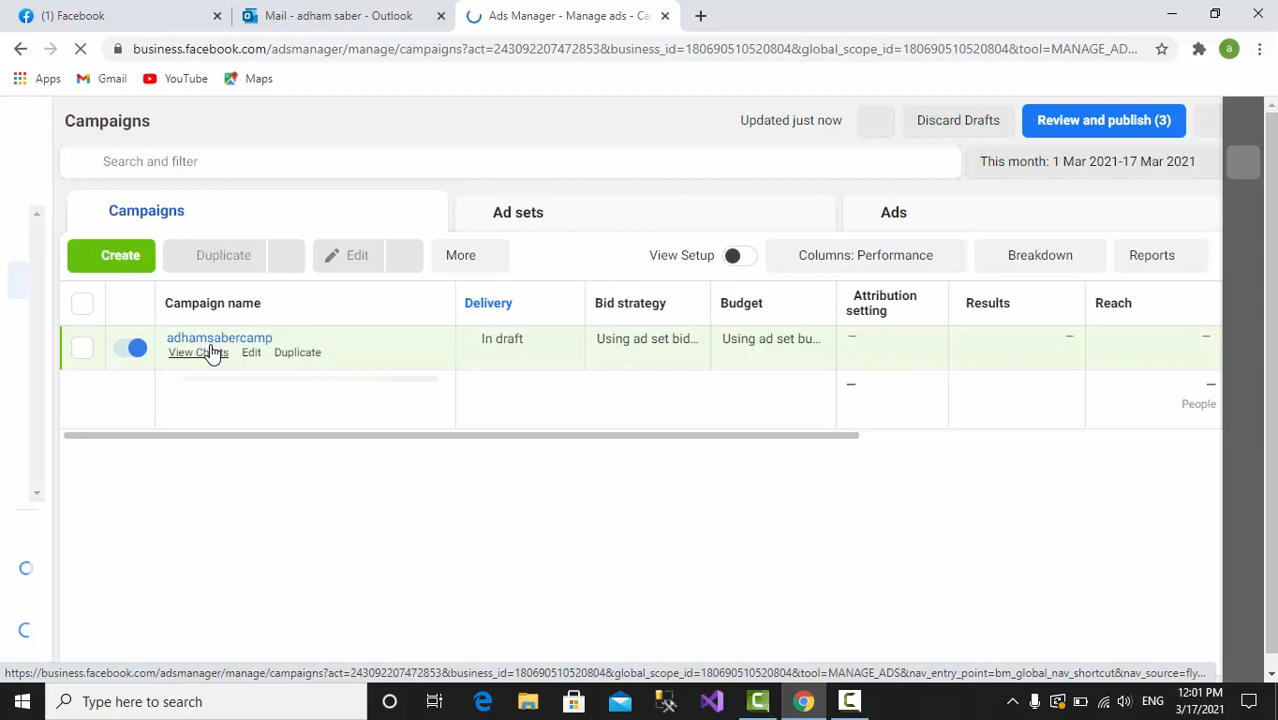 (1) Facebook
Mail - adham saber - Outlook
Ads Manager - Manage ads - Ca
business.facebook.com/adsmanager/manage/campaigns?act=243092207472853&business_id=180690510520804&global_scope_id=180690510520804&tool=MANAGE_AD...
a
Apps
Gmail
YouTube
Maps
Campaigns
Updated just now
Discard Drafts
Review and publish (3)
Search and filter
This month: 1 Mar 2021-17 Mar 2021
Campaigns
Ad sets
Ads
Create
Duplicate
Edit
More
View Setup
Columns: Performance
Breakdown
Reports
Campaign name
Delivery
Bid strategy
Budget
Attribution
setting
Results
Reach
adhamsabercamp
In draft
Using ad set bid...
Using ad set bu...
—
—
—
View Charts
Edit
Duplicate
—
—
People
https://business.facebook.com/adsmanager/manage/campaigns?act=243092207472853&business_id=180690510520804&global_scope_id=180690510520804&tool=MANAGE_ADS&nav_entry_point=bm_global_nav_shortcut&nav_source=fly...
Type here to search
ENG
12:01 PM
3/17/2021